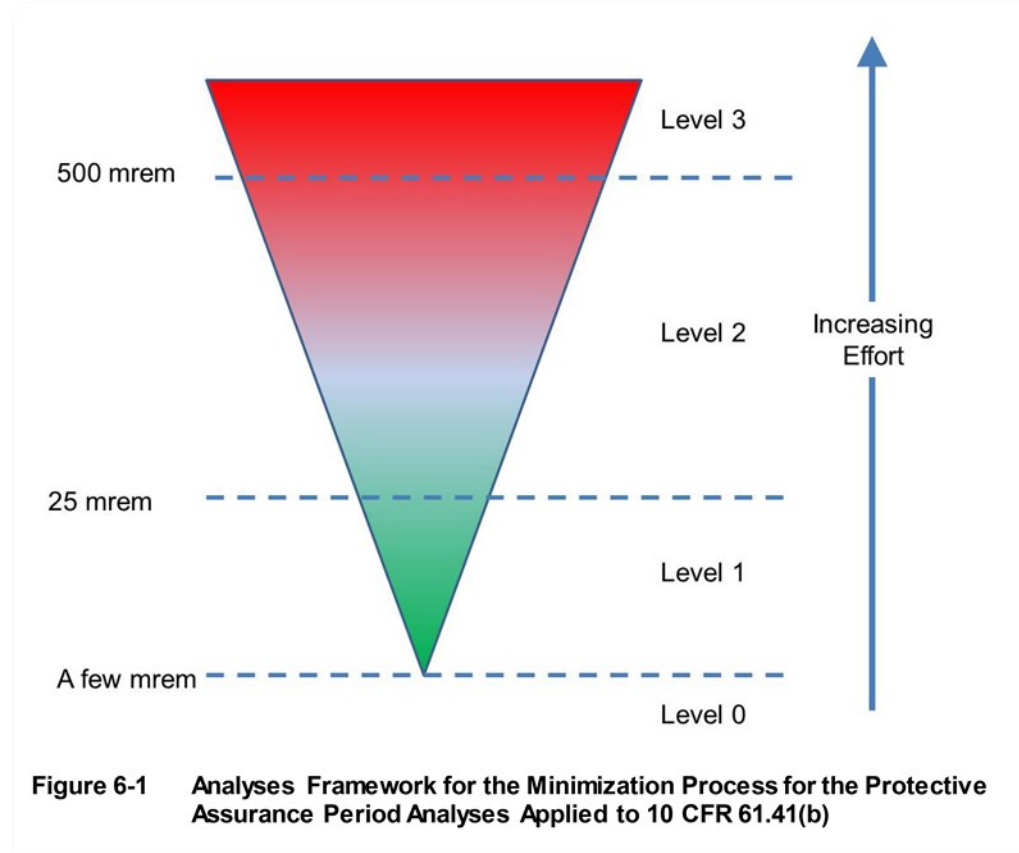 Level 3
500 mrem
Level 2
Increasing
Effort
25 mrem
Level 1
A few mrem
Level 0
Figure 6-1 Analyses Framework for the Minimization Process for the Protective
Assurance Period Analyses Applied to 10 CFR 61.41(b)